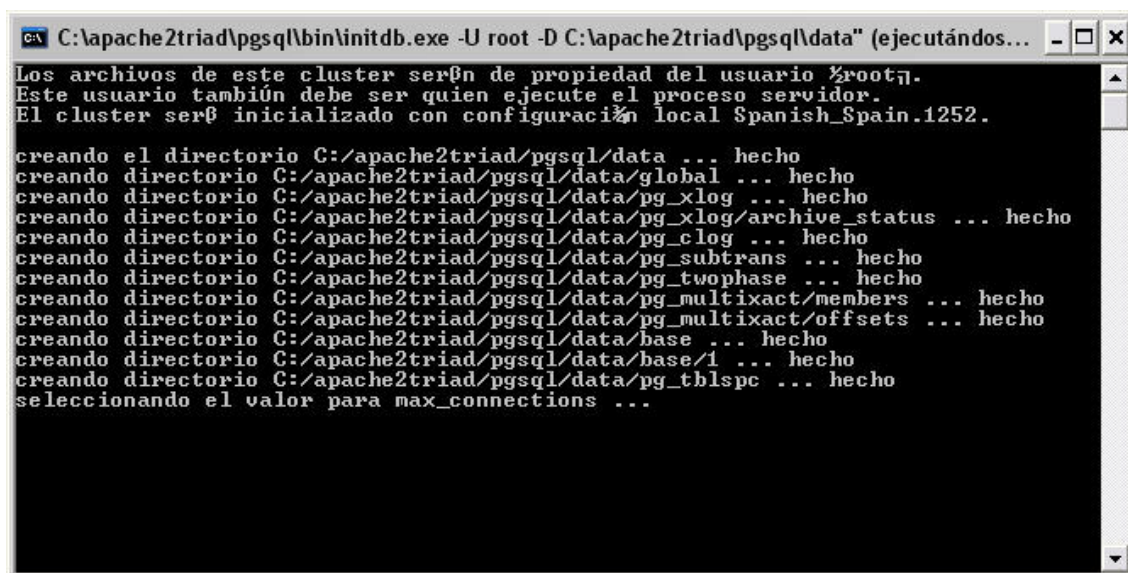 C:\apache2triad\pgsql\bin\initdb.exe -U root -D C:\apache2triad\pgsql\data" (ejecutándos...
Los archivos de este cluster serβn de propiedad del usuario ½root╗.
Este usuario tambiÚn debe ser quien ejecute el proceso servidor.
El cluster serβ inicializado con configuraci¾n local Spanish_Spain.1252.
creando el directorio C:/apache2triad/pgsql/data ... hecho
creando directorio C:/apache2triad/pgsql/data/global ... hecho
creando directorio C:/apache2triad/pgsql/data/pg_xlog ... hecho
creando directorio C:/apache2triad/pgsql/data/pg_xlog/archive_status ... hecho
creando directorio C:/apache2triad/pgsql/data/pg_clog ... hecho
creando directorio C:/apache2triad/pgsql/data/pg_subtrans ... hecho
creando directorio C:/apache2triad/pgsql/data/pg_twophase ... hecho
creando directorio C:/apache2triad/pgsql/data/pg_multixact/members ... hecho
creando directorio C:/apache2triad/pgsql/data/pg_multixact/offsets ... hecho
creando directorio C:/apache2triad/pgsql/data/base ... hecho
creando directorio C:/apache2triad/pgsql/data/base/1 ... hecho
creando directorio C:/apache2triad/pgsql/data/pg_tblspc ... hecho
seleccionando el valor para max_connections ...